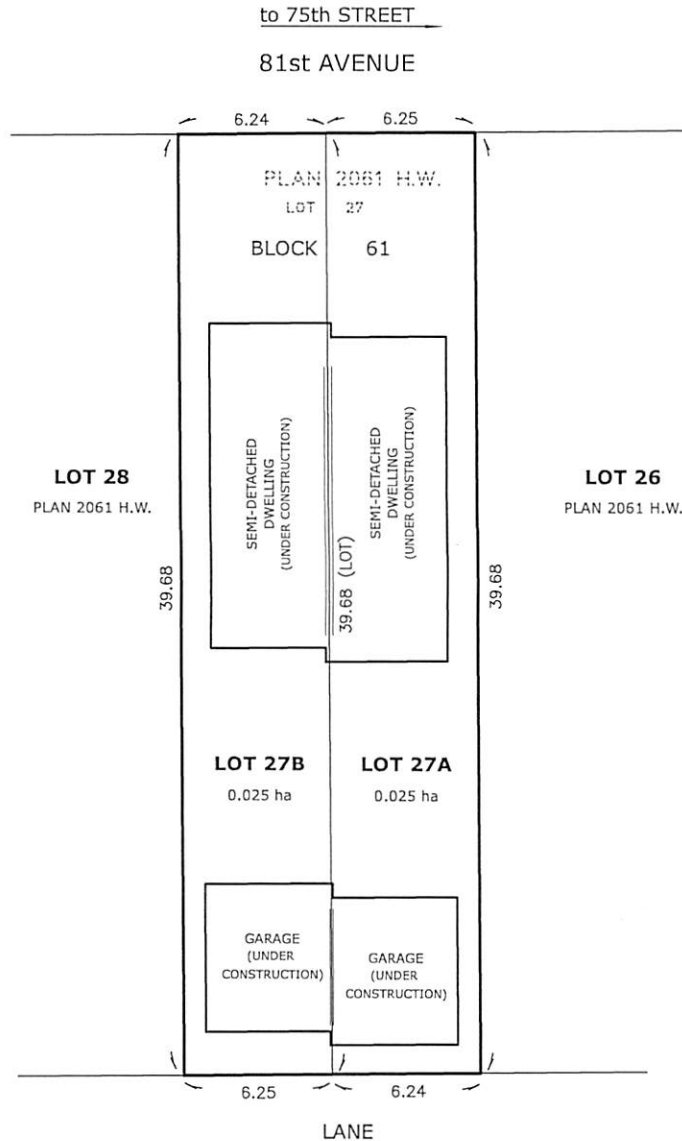 to 75th STREET
81st AVENUE
6.24
6.25
PLAN 2061 H.W.
LOT 27
BLOCK 61
SEMI-DETACHED
DWELLING
(UNDER CONSTRUCTION)
SEMI-DETACHED
DWELLING
(UNDER CONSTRUCTION)
LOT 28
PLAN 2061 H.W.
LOT 26
PLAN 2061 H.W.
39.68
39.68 (LOT)
39.68
LOT 27B
0.025 ha
LOT 27A
0.025 ha
GARAGE
(UNDER
CONSTRUCTION)
GARAGE
(UNDER
CONSTRUCTION)
6.25
6.24
LANE